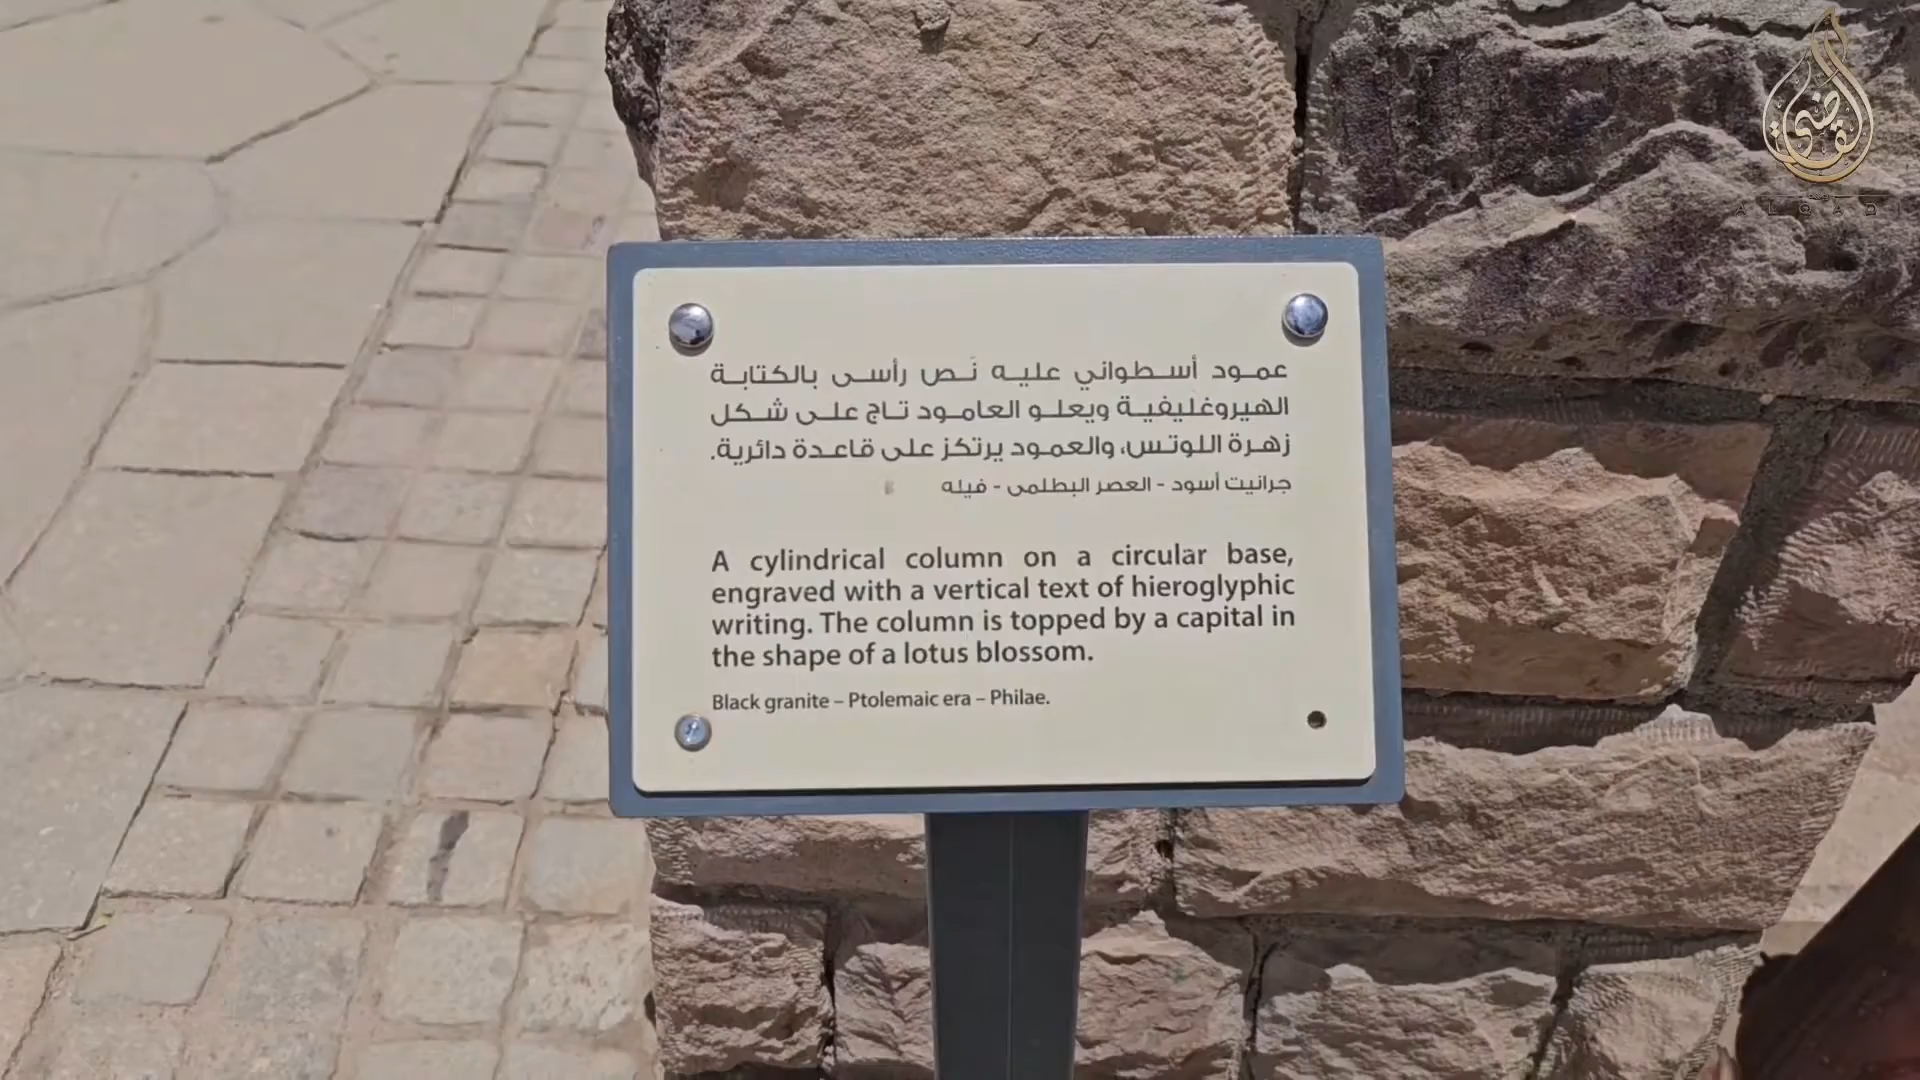 عمود أسطواني عليه نص رأسى بالكتابة
الهيروغليفية ويعلو العامود تاج على شكل
زهرة اللوتس، والعمود يرتكز على قاعدة دائرية.
جرانيت أسود - العصر البطلمى - فيله
A cylindrical column on a circular base,
engraved with a vertical text of hieroglyphic
writing. The column is topped by a capital in
the shape of a lotus blossom.
Black granite – Ptolemaic era – Philae.